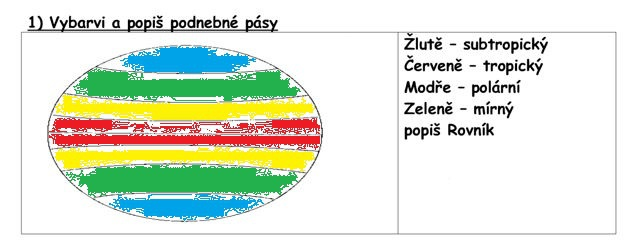 1) Vybarvi a popiš podnebné pásy
Žlutě – subtropický
Červeně – tropický
Modře – polární
Zeleně – mírný
popiš Rovník